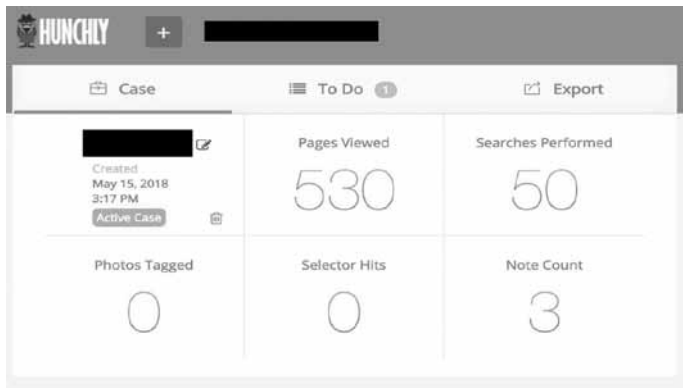 HUNCHLY +
Case To Do 1 Export
Created
May 15, 2018
3:17 PM
Active Case
Pages Viewed
530
Searches Performed
50
Photos Tagged
0
Selector Hits
0
Note Count
3